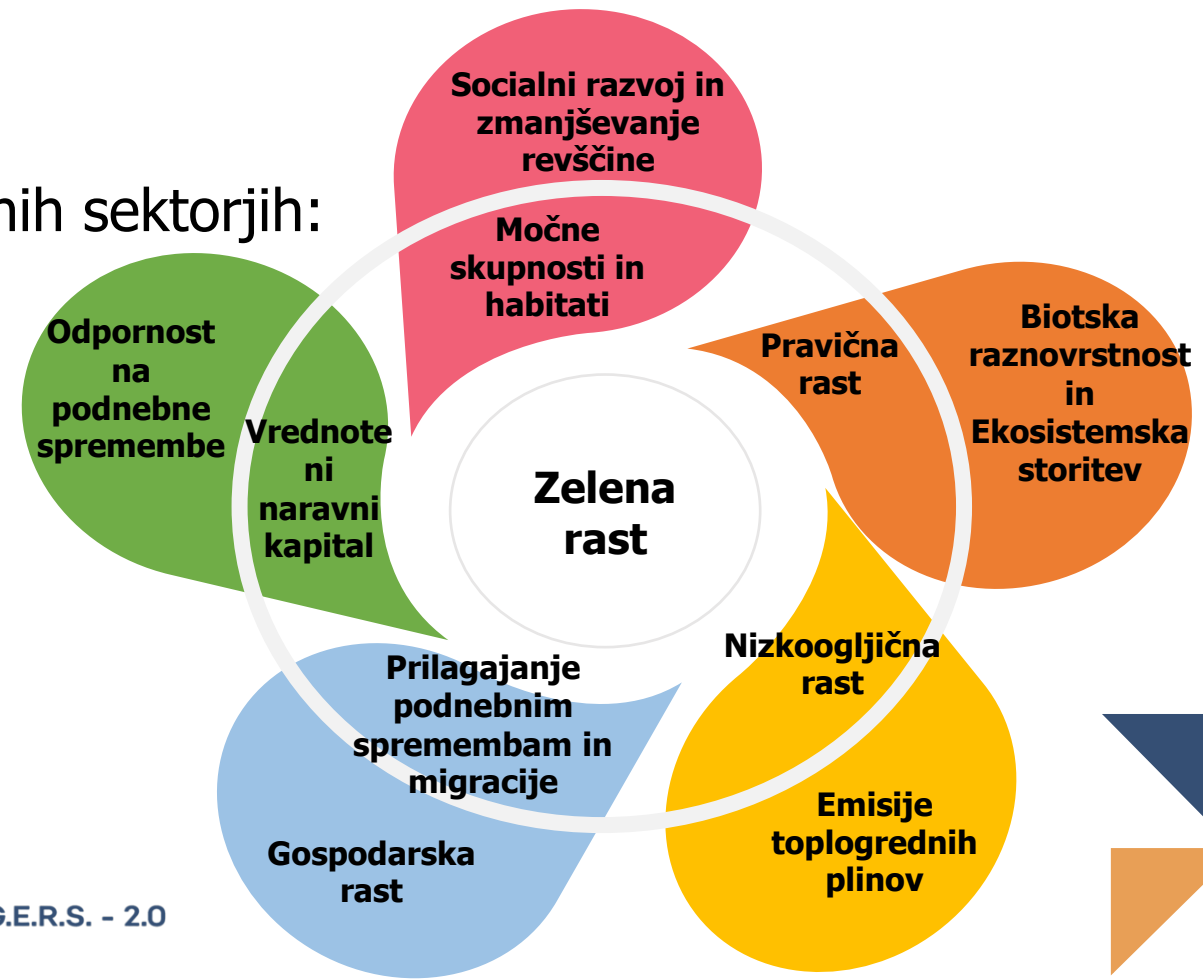 Socialni razvoj in
zmanjševanje
revščine
nih sektorjih:
Močne
skupnosti in
habitati
Odpornost
na
podnebne
spremembe
Vrednote
ni
naravni
kapital
Pravična
rast
Biotska
raznovrstnost
in
Ekosistemska
storitev
Zelena
rast
Nizkoogljična
rast
Prilagajanje
podnebnim
spremembam in
migracije
Emisije
toplogrednih
plinov
Gospodarska
rast
G.E.R.S. - 2.0